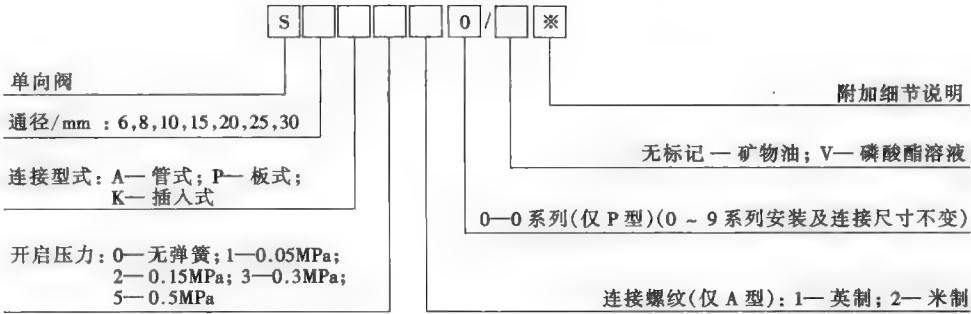 S 0 / ※
单向阀
附加细节说明
通径/mm : 6,8,10,15,20,25,30
无标记 — 矿物油; V— 磷酸酯溶液
连接型式: A— 管式; P— 板式;
K— 插入式
0—0 系列(仅 P 型)(0 ~ 9 系列安装及连接尺寸不变)
开启压力: 0— 无弹簧; 1—0.05MPa;
2— 0.15MPa; 3—0.3MPa;
5— 0.5MPa
连接螺纹(仅 A 型): 1— 英制; 2— 米制